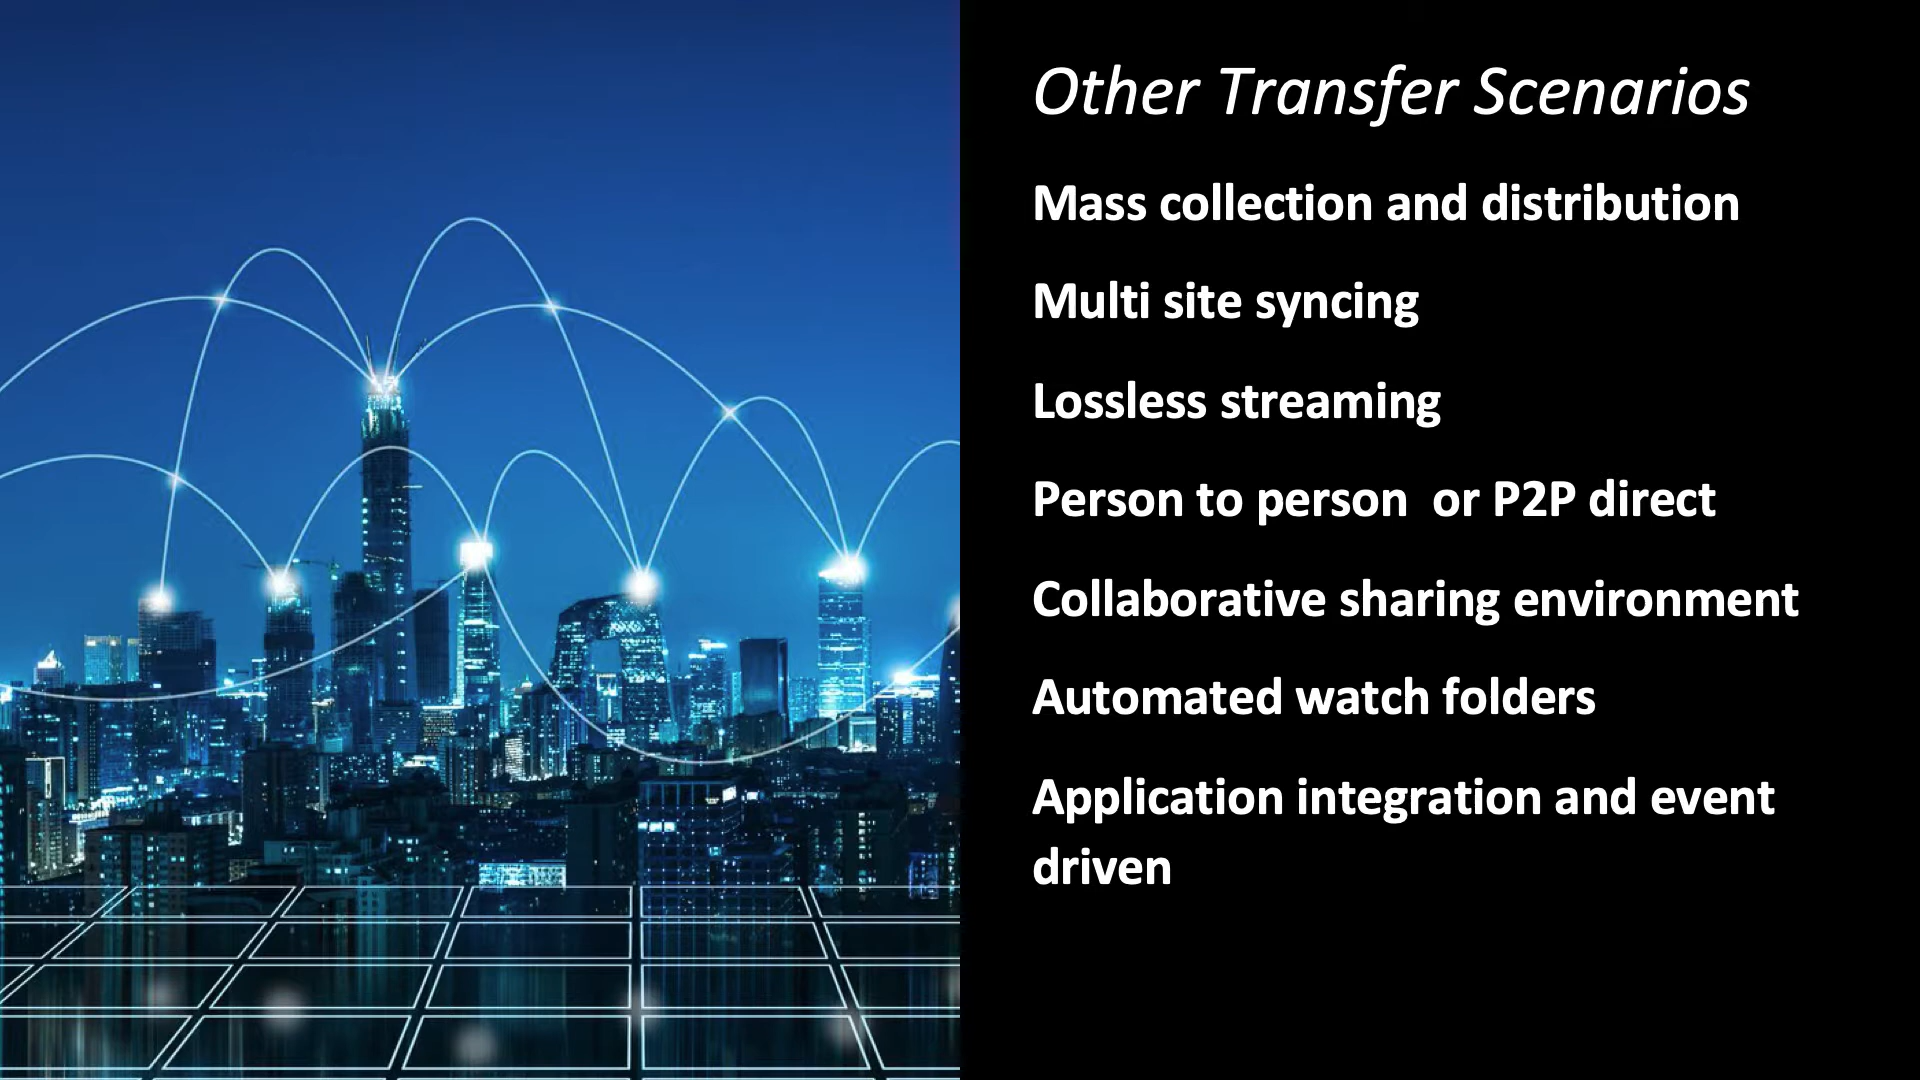 Other Transfer Scenarios
Mass collection and distribution
Multi site syncing
Lossless streaming
Person to person  or P2P direct
Collaborative sharing environment
Automated watch folders
Application integration and event
driven